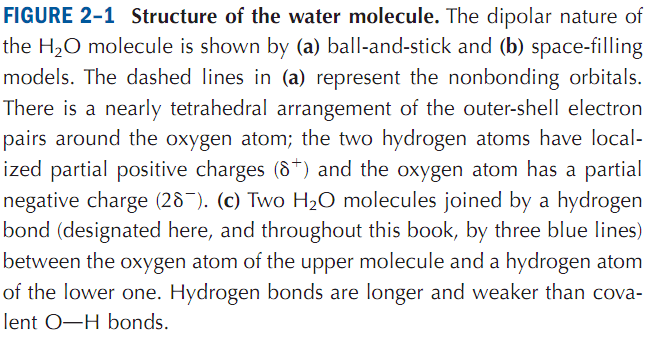 FIGURE 2–1 Structure of the water molecule. The dipolar nature of
the H₂O molecule is shown by (a) ball-and-stick and (b) space-filling
models. The dashed lines in (a) represent the nonbonding orbitals.
There is a nearly tetrahedral arrangement of the outer-shell electron
pairs around the oxygen atom; the two hydrogen atoms have local-
ized partial positive charges (δ⁺) and the oxygen atom has a partial
negative charge (2δ⁻). (c) Two H₂O molecules joined by a hydrogen
bond (designated here, and throughout this book, by three blue lines)
between the oxygen atom of the upper molecule and a hydrogen atom
of the lower one. Hydrogen bonds are longer and weaker than cova-
lent O—H bonds.